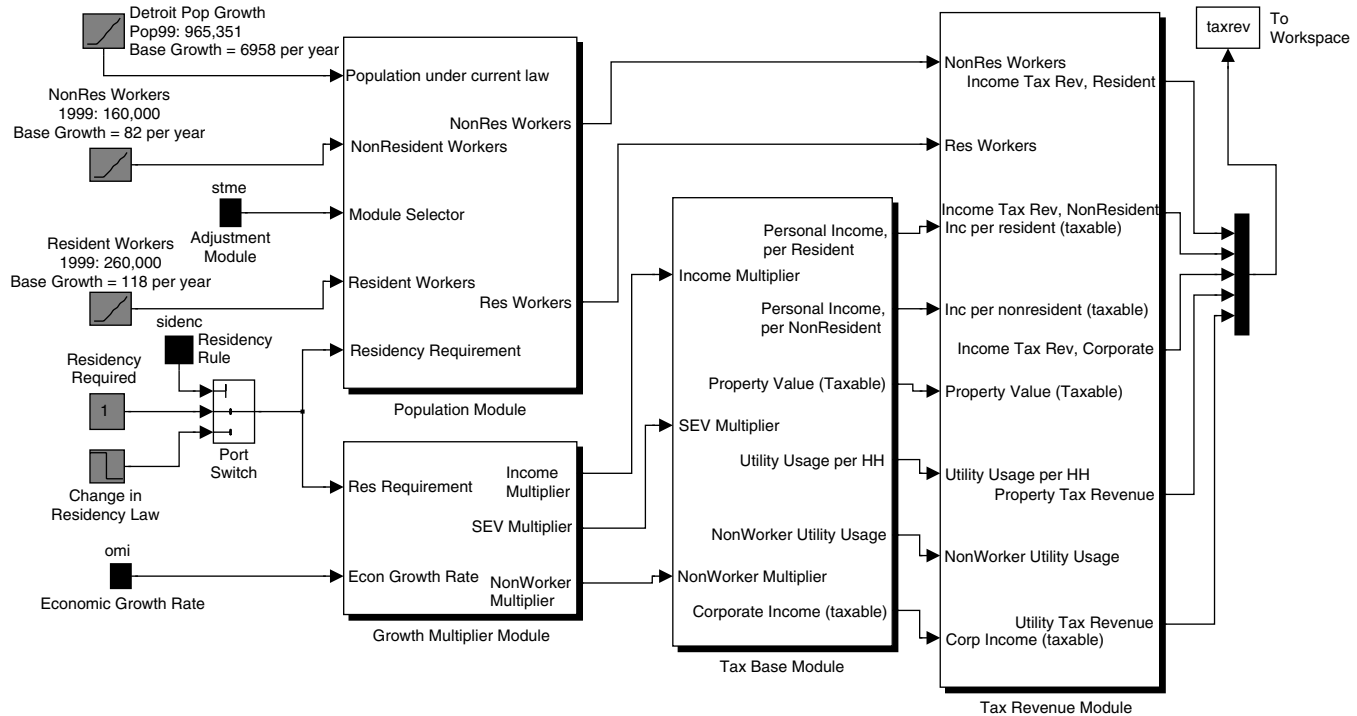 Detroit Pop Growth
Pop99: 965,351
Base Growth = 6958 per year
NonRes Workers
1999: 160,000
Base Growth = 82 per year
stme
Adjustment
Module
Resident Workers
1999: 260,000
Base Growth = 118 per year
sidenc
Residency
Rule
Residency
Required
1
Port
Switch
Change in
Residency Law
omi
Economic Growth Rate
Population under current law
NonRes Workers
NonResident Workers
Module Selector
Resident Workers
Res Workers
Residency Requirement
Population Module
Res Requirement
Income
Multiplier
SEV Multiplier
Econ Growth Rate
NonWorker
Multiplier
Growth Multiplier Module
Personal Income,
per Resident
Income Multiplier
Personal Income,
per NonResident
Property Value (Taxable)
SEV Multiplier
Utility Usage per HH
NonWorker Utility Usage
NonWorker Multiplier
Corporate Income (taxable)
Tax Base Module
NonRes Workers
Income Tax Rev, Resident
Res Workers
Income Tax Rev, NonResident
Inc per resident (taxable)
Inc per nonresident (taxable)
Income Tax Rev, Corporate
Property Value (Taxable)
Utility Usage per HH
Property Tax Revenue
NonWorker Utility Usage
Utility Tax Revenue
Corp Income (taxable)
Tax Revenue Module
taxrev
To
Workspace